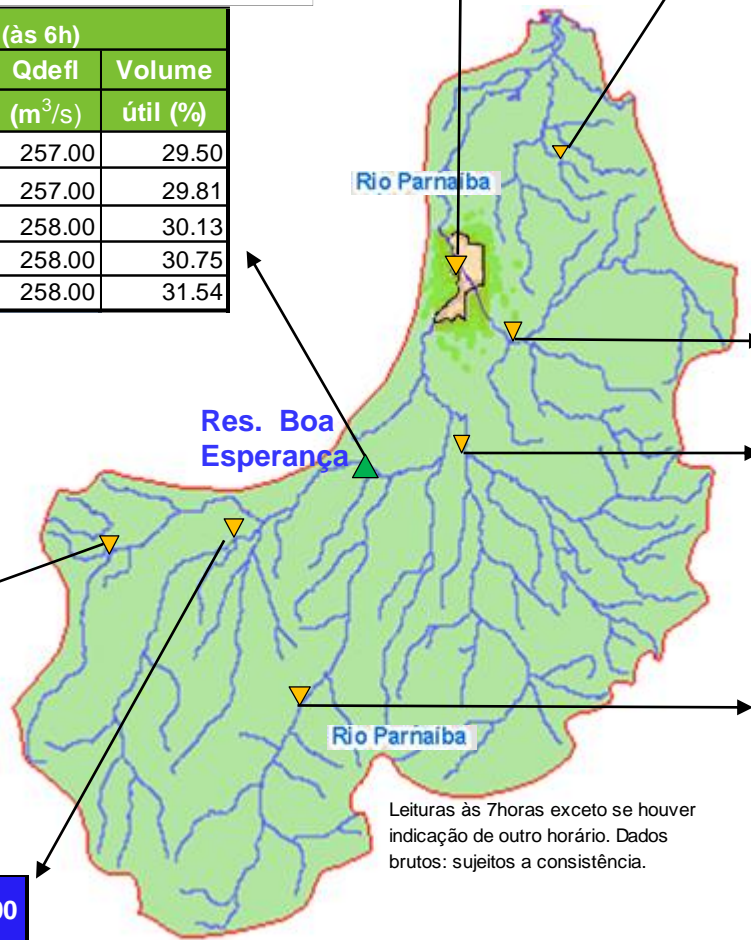 (às 6h)
Qdefl Volume
(m³/s) útil (%)
257.00 29.50
257.00 29.81
258.00 30.13
258.00 30.75
258.00 31.54
Rio Parnaíba
Res. Boa
Esperança
Rio Parnaíba
Leituras às 7horas exceto se houver
indicação de outro horário. Dados
brutos: sujeitos a consistência.